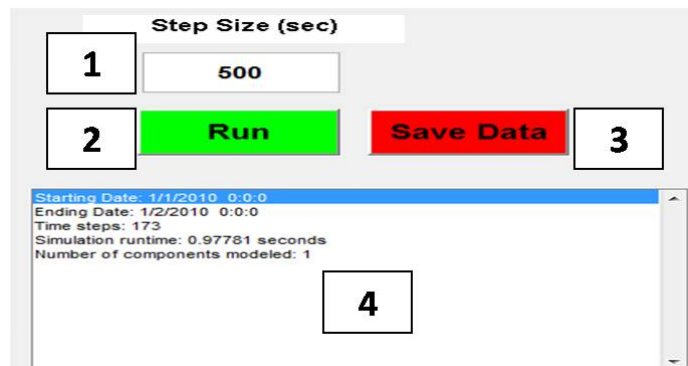 Step Size (sec)
1
500
2
Run
Save Data
3
Starting Date: 1/1/2010 0:0:0
Ending Date: 1/2/2010 0:0:0
Time steps: 173
Simulation runtime: 0.97781 seconds
Number of components modeled: 1
4